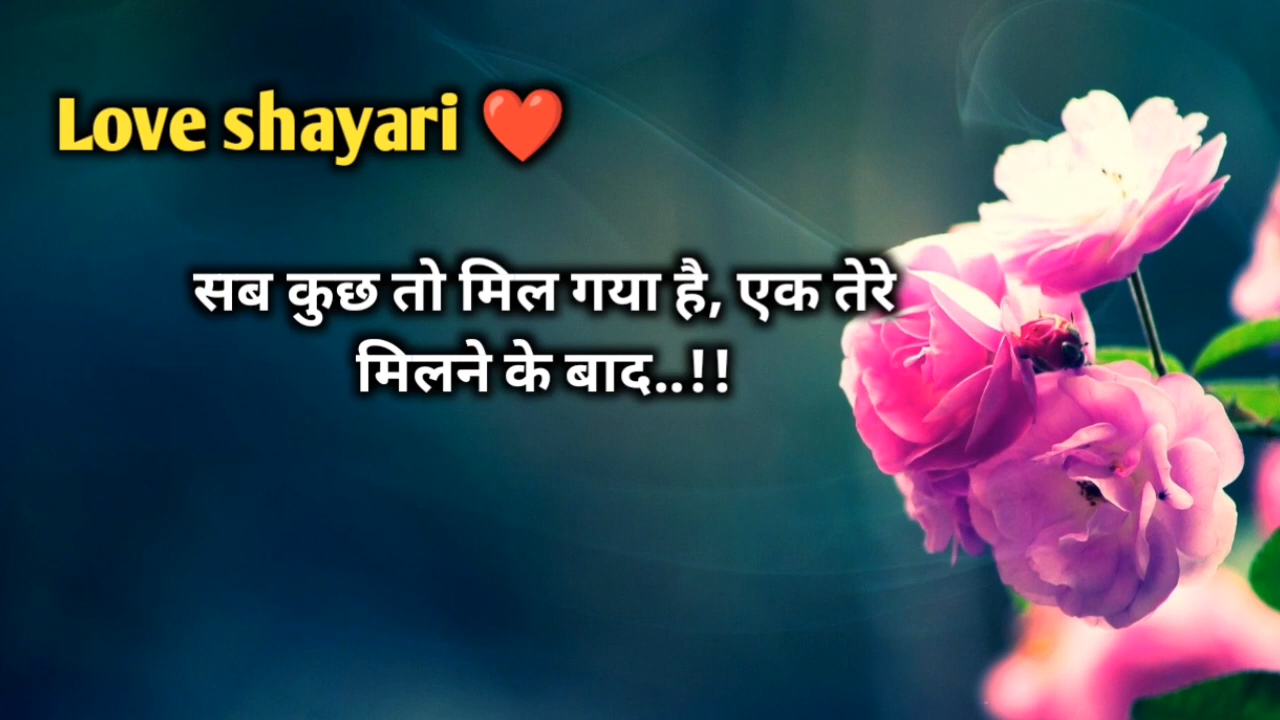 Love shayari ❤️
सब कुछ तो मिल गया है, एक तेरे
मिलने के बाद..!!